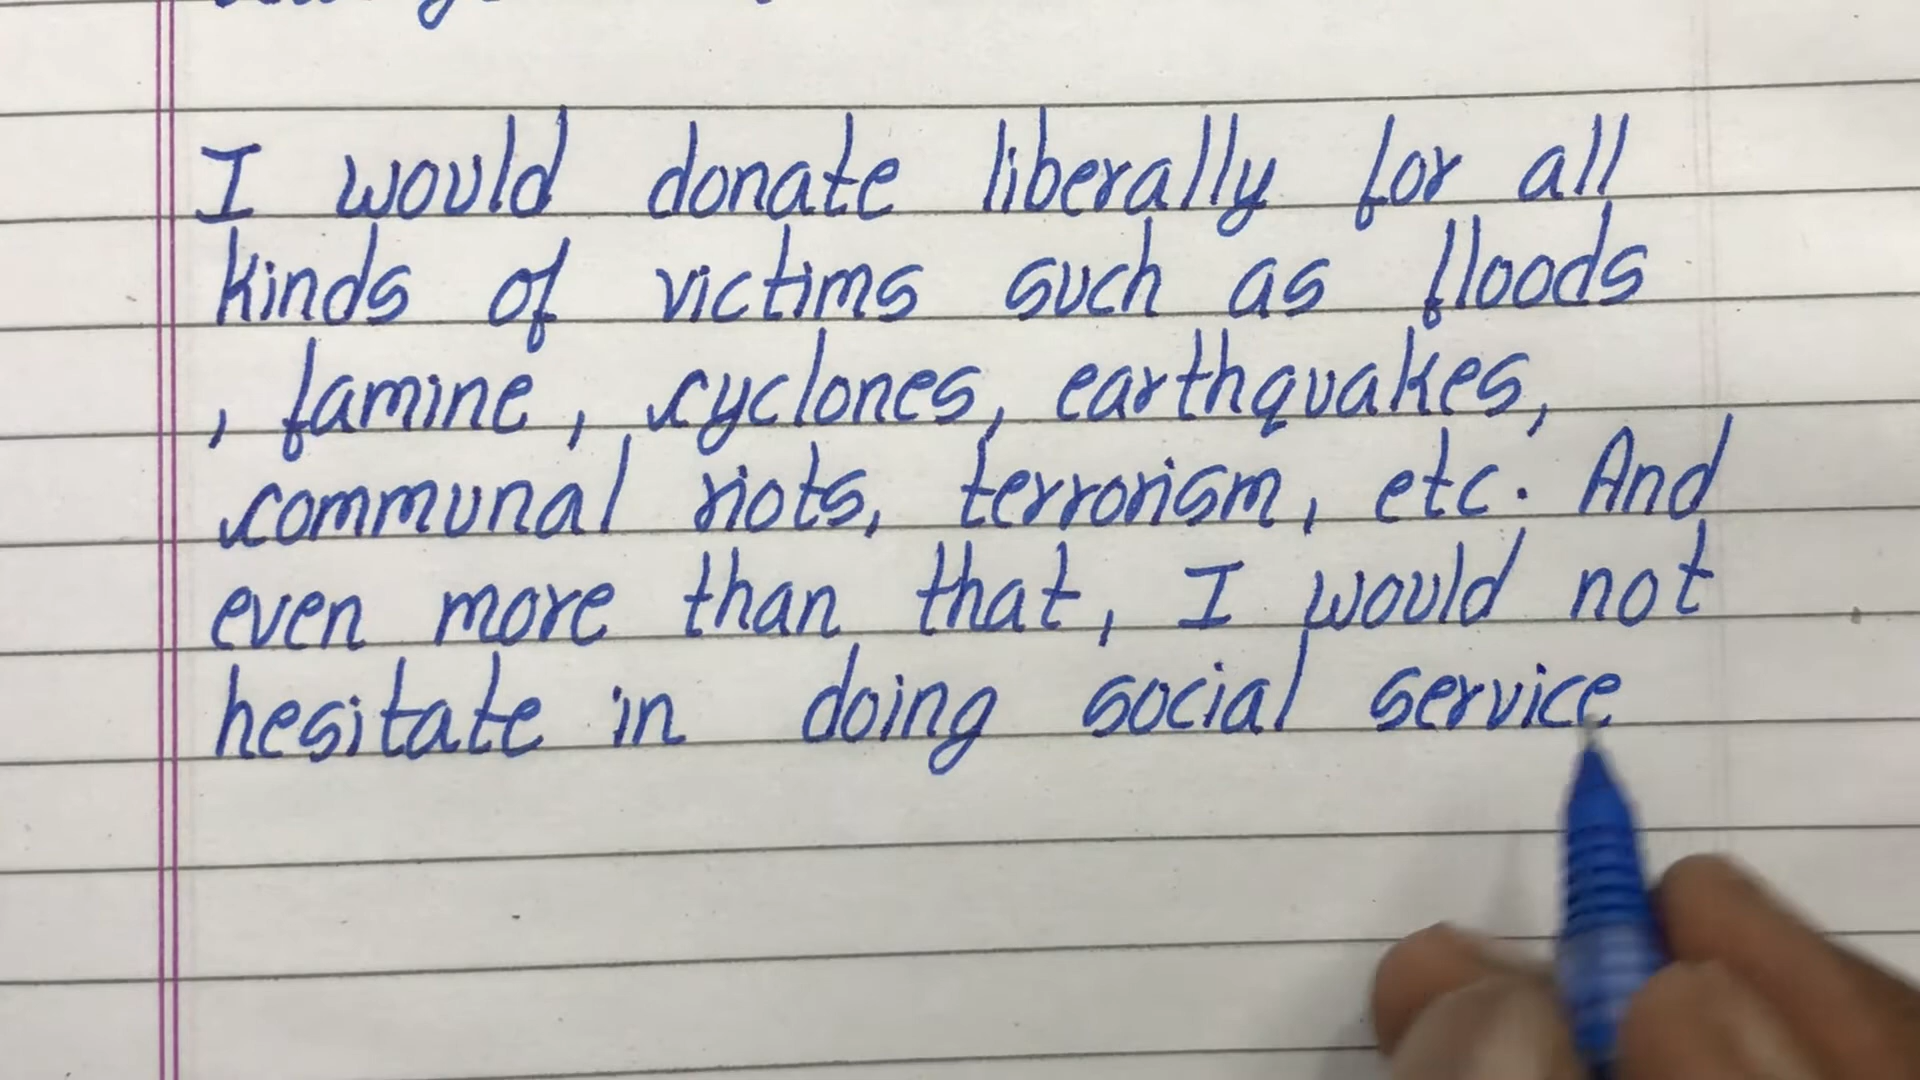 I would donate liberally for all
kinds of victims such as floods
, famine, cyclones, earthquakes,
communal riots, terrorism, etc. And
even more than that, I would not
hesitate in doing social service